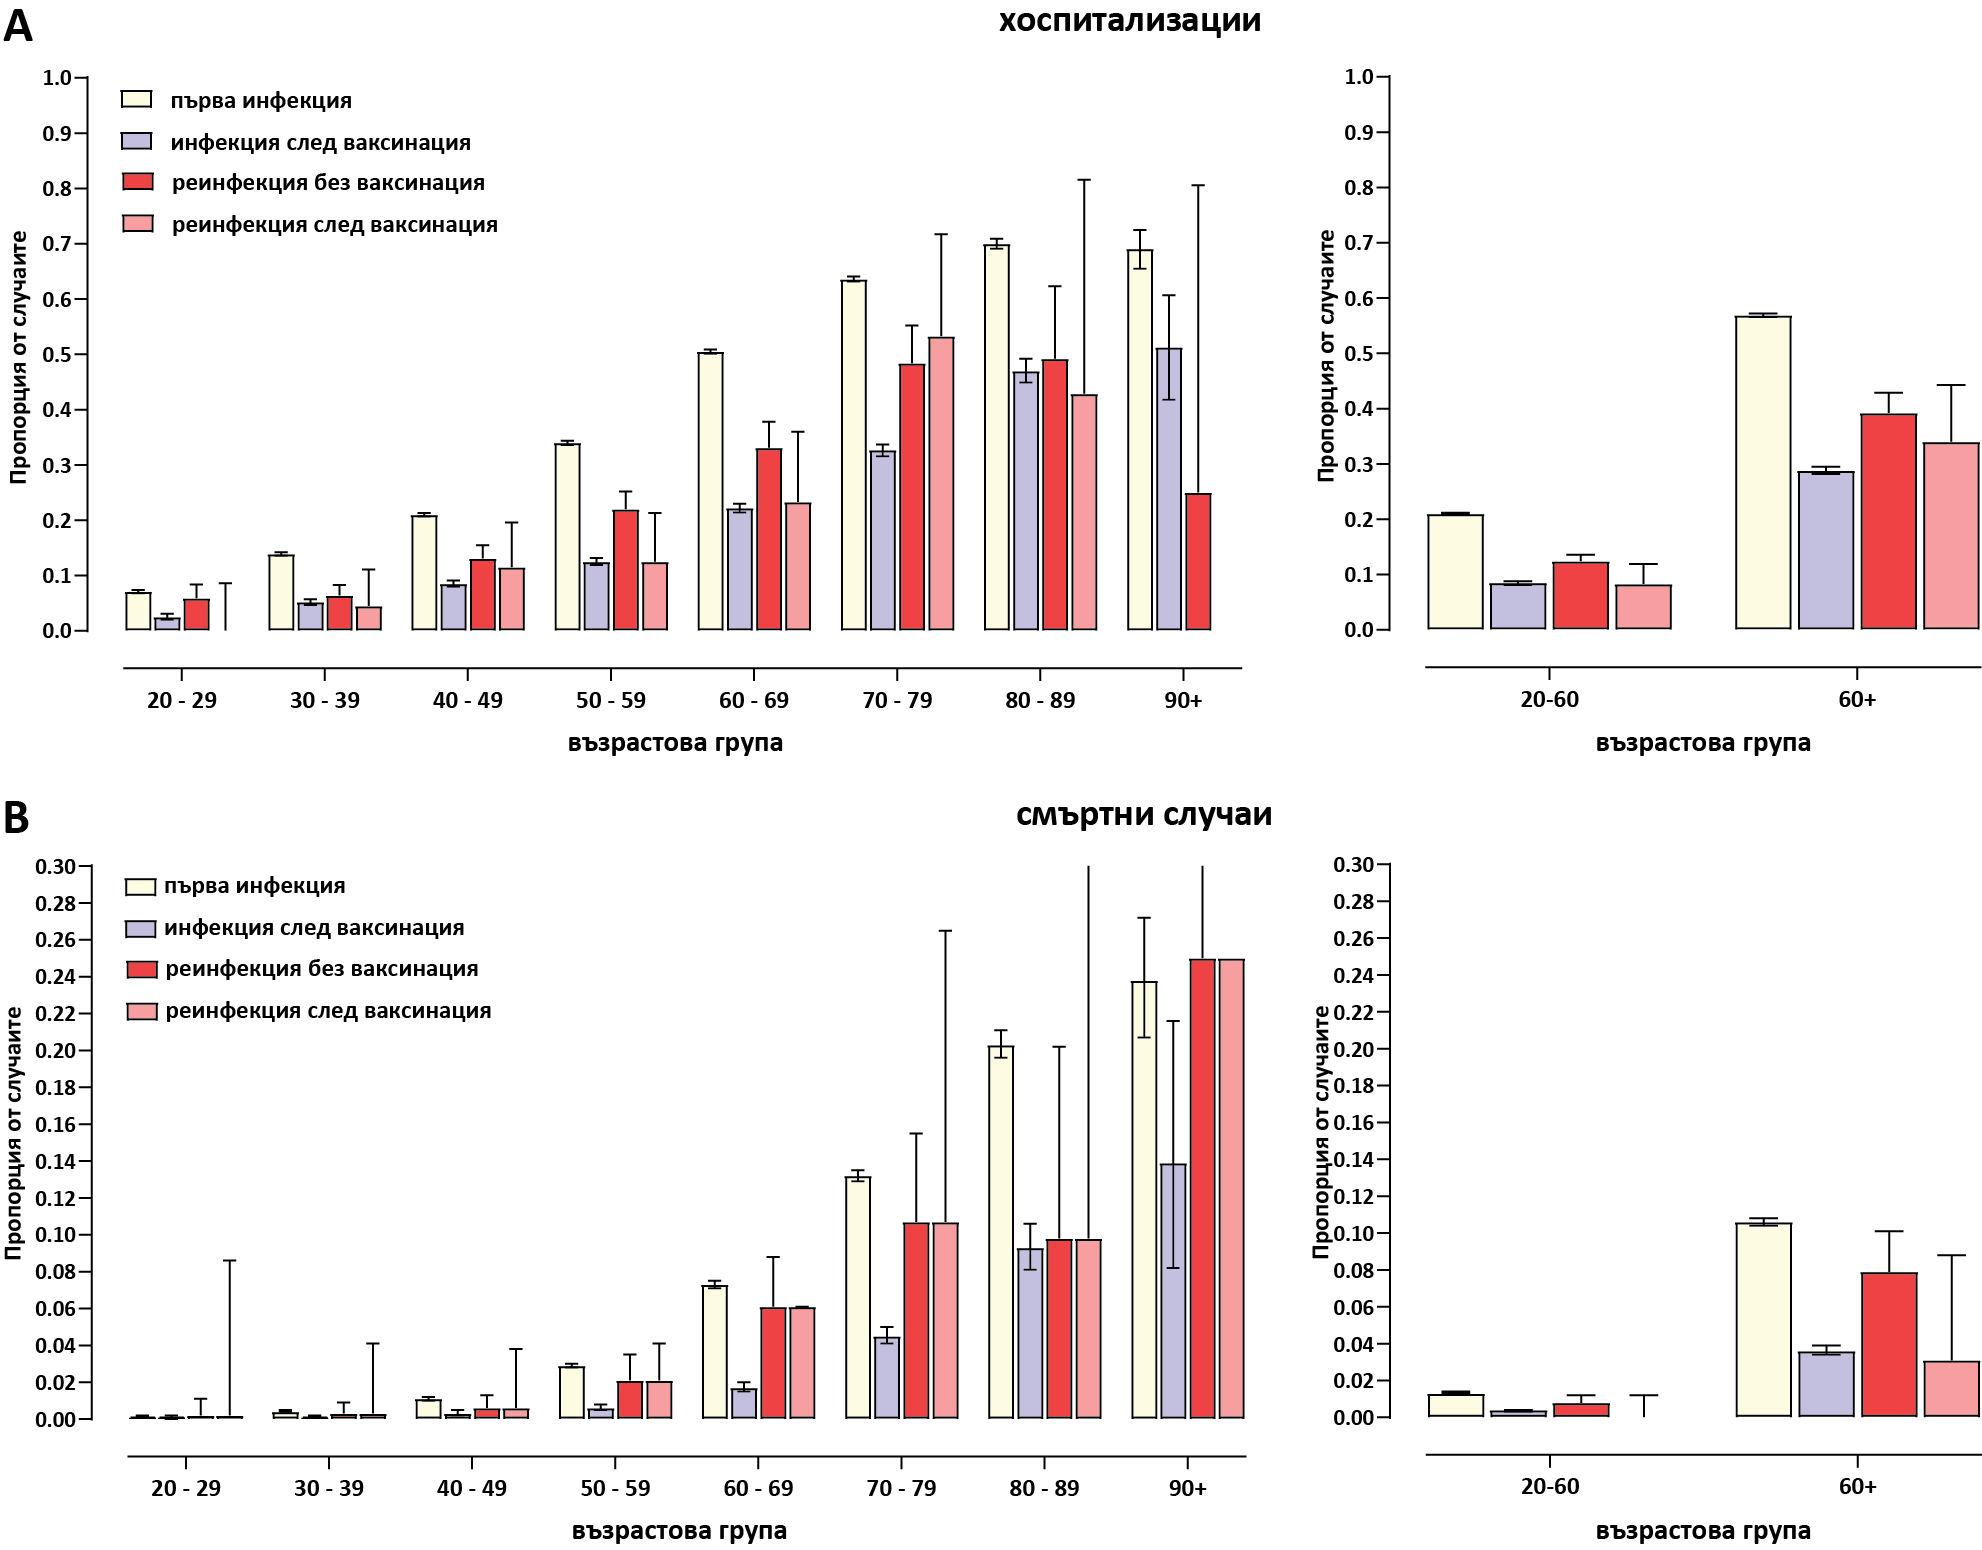 A
хоспитализации
Пропорция от случаите
1.0
0.9
0.8
0.7
0.6
0.5
0.4
0.3
0.2
0.1
0.0
първа инфекция
инфекция след ваксинация
реинфекция без ваксинация
реинфекция след ваксинация
20 - 29 30 - 39 40 - 49 50 - 59 60 - 69 70 - 79 80 - 89 90+
възрастова група
Пропорция от случаите
1.0
0.9
0.8
0.7
0.6
0.5
0.4
0.3
0.2
0.1
0.0
20-60 60+
възрастова група
B
смъртни случаи
Пропорция от случаите
0.30
0.28
0.26
0.24
0.22
0.20
0.18
0.16
0.14
0.12
0.10
0.08
0.06
0.04
0.02
0.00
първа инфекция
инфекция след ваксинация
реинфекция без ваксинация
реинфекция след ваксинация
20 - 29 30 - 39 40 - 49 50 - 59 60 - 69 70 - 79 80 - 89 90+
възрастова група
Пропорция от случаите
0.30
0.28
0.26
0.24
0.22
0.20
0.18
0.16
0.14
0.12
0.10
0.08
0.06
0.04
0.02
0.00
20-60 60+
възрастова група